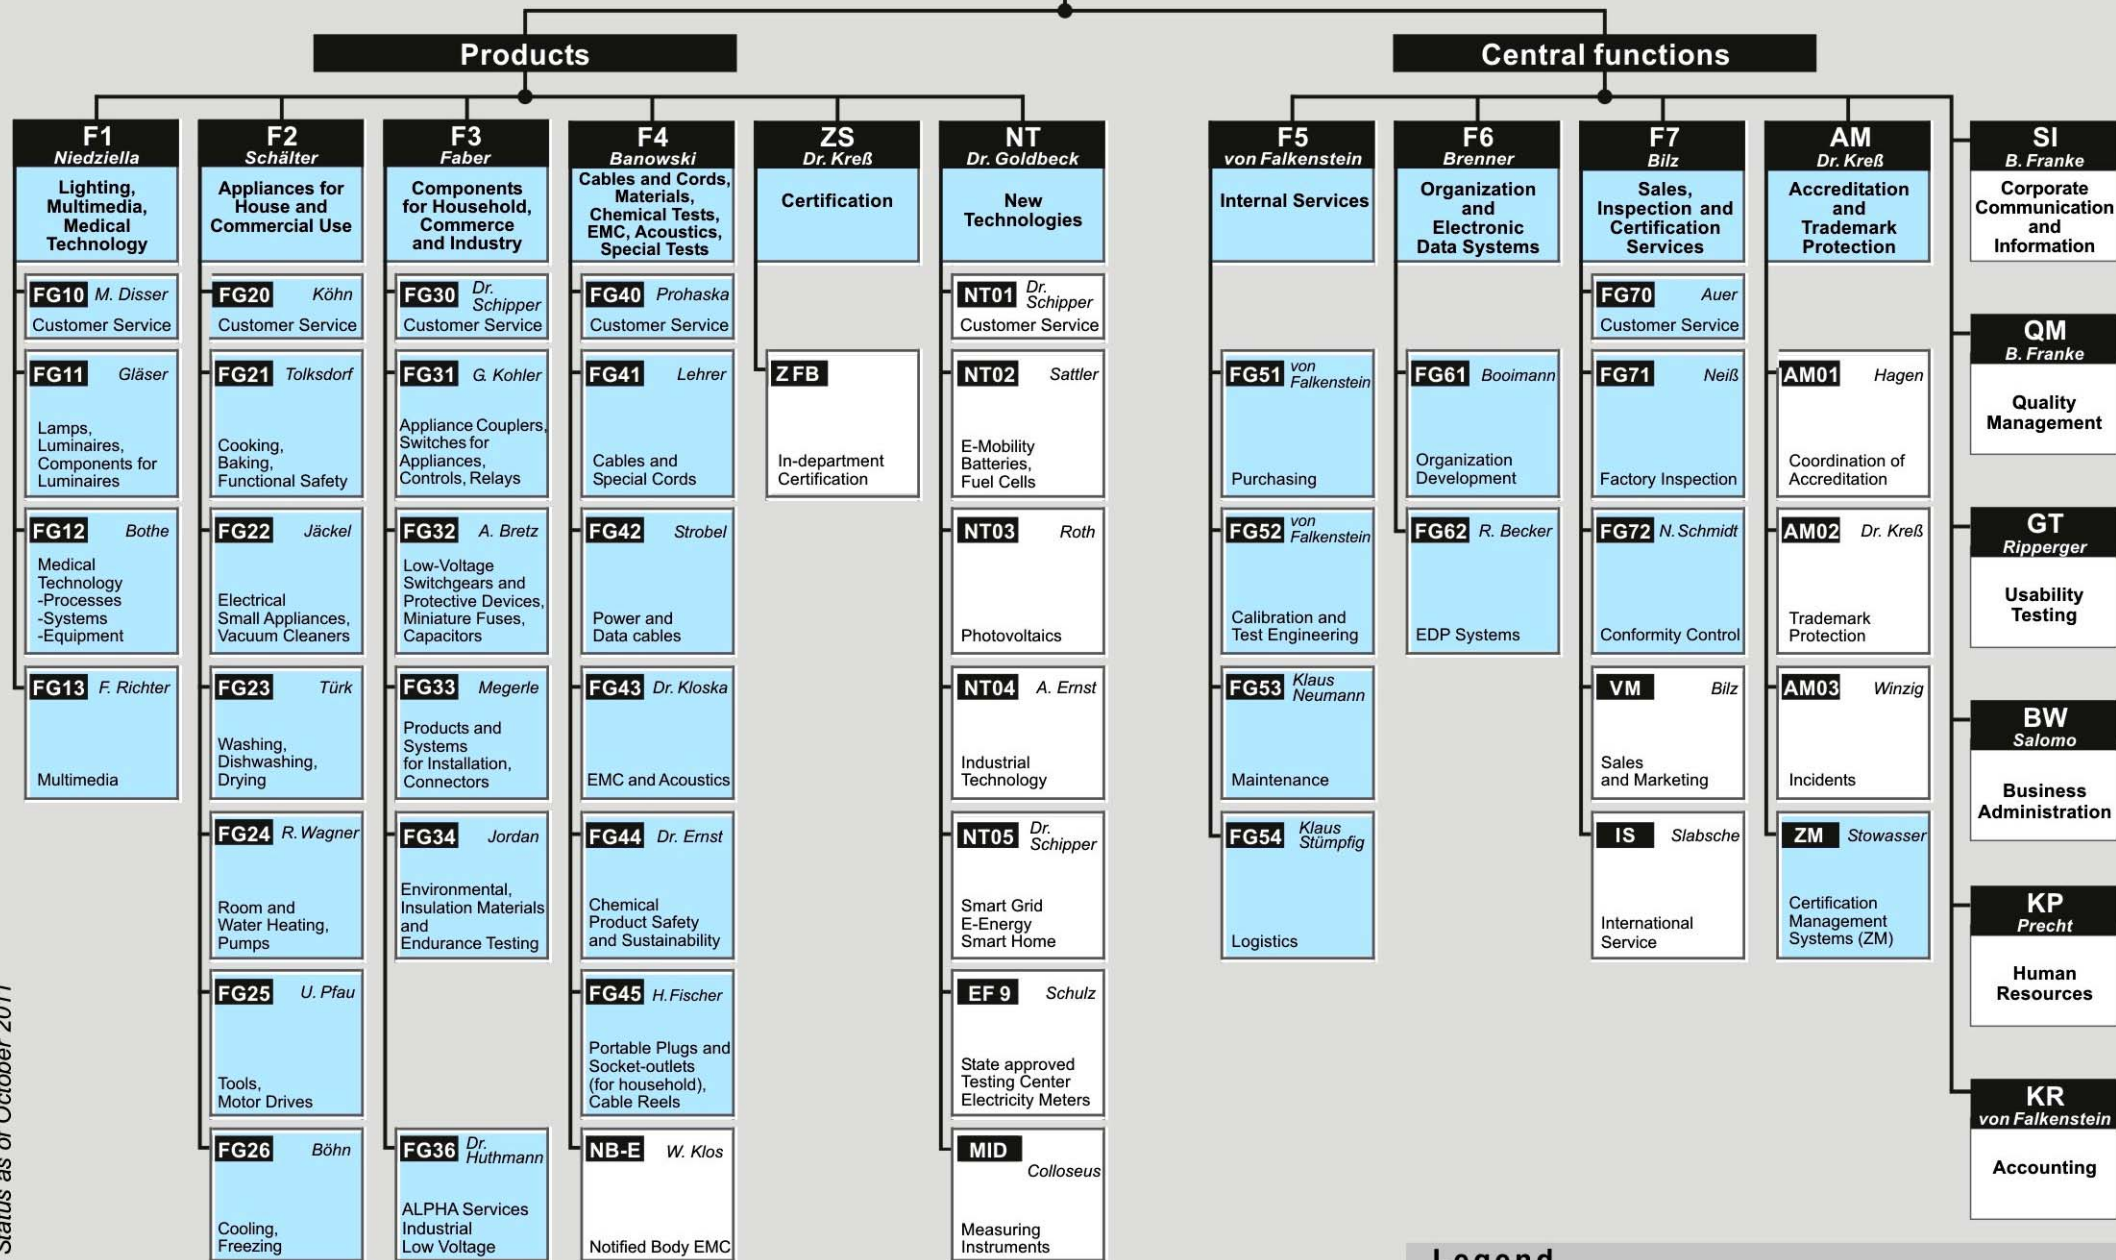 Products
Central functions
F1
Niedziella
Lighting,
Multimedia,
Medical
Technology
FG10 M. Disser
Customer Service
FG11 Gläser
Lamps,
Luminaires,
Components for
Luminaires
FG12 Bothe
Medical
Technology
-Processes
-Systems
-Equipment
FG13 F. Richter
Multimedia
F2
Schälter
Appliances for
House and
Commercial Use
FG20 Köhn
Customer Service
FG21 Tolksdorf
Cooking,
Baking,
Functional Safety
FG22 Jäckel
Electrical
Small Appliances,
Vacuum Cleaners
FG23 Türk
Washing,
Dishwashing,
Drying
FG24 R. Wagner
Room and
Water Heating,
Pumps
FG25 U. Pfau
Tools,
Motor Drives
FG26 Böhn
Cooling,
Freezing
F3
Faber
Components
for Household,
Commerce
and Industry
FG30 Dr.
Schipper
Customer Service
FG31 G. Kohler
Appliance Couplers,
Switches for
Appliances,
Controls, Relays
FG32 A. Bretz
Low-Voltage
Switchgears and
Protective Devices,
Miniature Fuses,
Capacitors
FG33 Megerle
Products and
Systems
for Installation,
Connectors
FG34 Jordan
Environmental,
Insulation Materials
and
Endurance Testing
FG36 Dr.
Huthmann
ALPHA Services
Industrial
Low Voltage
F4
Banowski
Cables and Cords,
Materials,
Chemical Tests,
EMC, Acoustics,
Special Tests
FG40 Prohaska
Customer Service
FG41 Lehrer
Cables and
Special Cords
FG42 Strobel
Power and
Data cables
FG43 Dr. Kloska
EMC and Acoustics
FG44 Dr. Ernst
Chemical
Product Safety
and Sustainability
FG45 H. Fischer
Portable Plugs and
Socket-outlets
(for household),
Cable Reels
NB-E W. Klos
Notified Body EMC
ZS
Dr. Kreß
Certification
ZFB
In-department
Certification
NT
Dr. Goldbeck
New
Technologies
NT01 Dr.
Schipper
Customer Service
NT02 Sattler
E-Mobility
Batteries,
Fuel Cells
NT03 Roth
Photovoltaics
NT04 A. Ernst
Industrial
Technology
NT05 Dr.
Schipper
Smart Grid
E-Energy
Smart Home
EF 9 Schulz
State approved
Testing Center
Electricity Meters
MID
Colloseus
Measuring
Instruments
F5
von Falkenstein
Internal Services
FG51 von
Falkenstein
Purchasing
FG52 von
Falkenstein
Calibration and
Test Engineering
FG53 Klaus
Neumann
Maintenance
FG54 Klaus
Stümpfig
Logistics
F6
Brenner
Organization
and
Electronic
Data Systems
FG61 Booimann
Organization
Development
FG62 R. Becker
EDP Systems
F7
Bilz
Sales,
Inspection and
Certification
Services
FG70 Auer
Customer Service
FG71 Neiß
Factory Inspection
FG72 N. Schmidt
Conformity Control
VM Bilz
Sales
and Marketing
IS Slabsche
International
Service
AM
Dr. Kreß
Accreditation
and
Trademark
Protection
AM01 Hagen
Coordination of
Accreditation
AM02 Dr. Kreß
Trademark
Protection
AM03 Winzig
Incidents
ZM Stowasser
Certification
Management
Systems (ZM)
SI
B. Franke
Corporate
Communication
and
Information
QM
B. Franke
Quality
Management
GT
Ripperger
Usability
Testing
BW
Salomo
Business
Administration
KP
Precht
Human
Resources
KR
von Falkenstein
Accounting
Status as of October 2011
Legend